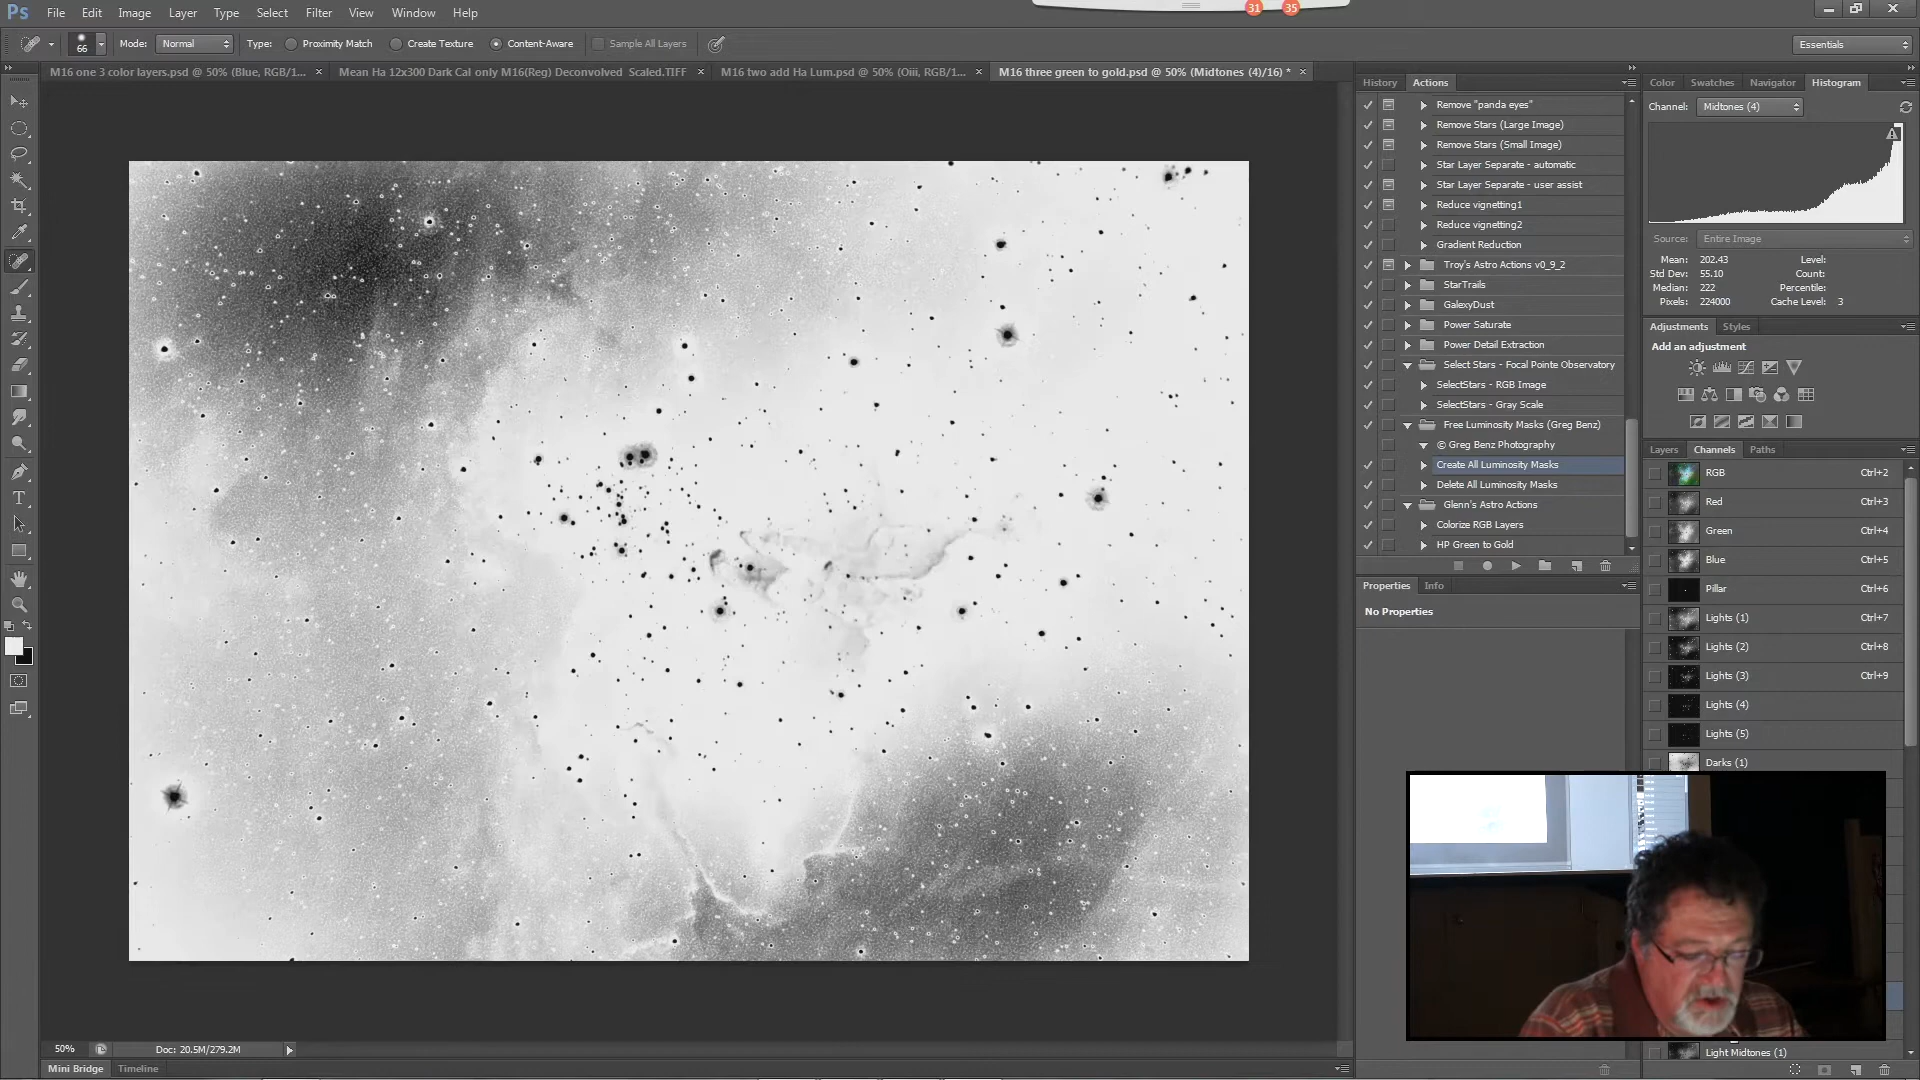 Ps File Edit Image Layer Type Select Filter View Window Help
31 35
66 Mode: Normal Type: Proximity Match Create Texture Content-Aware Sample All Layers Essentials
M16 one 3 color layers.psd @ 50% (Blue, RGB/1... × Mean Ha 12x300 Dark Cal only M16(Reg) Deconvolved Scaled.TIFF × M16 two add Ha Lum.psd @ 50% (Oiii, RGB/1... × M16 three green to gold.psd @ 50% (Midtones (4)/16) * ×
History Actions
Remove "panda eyes"
Remove Stars (Large Image)
Remove Stars (Small Image)
Star Layer Separate - automatic
Star Layer Separate - user assist
Reduce vignetting1
Reduce vignetting2
Gradient Reduction
Troy's Astro Actions v0_9_2
StarTrails
GalexyDust
Power Saturate
Power Detail Extraction
Select Stars - Focal Pointe Observatory
SelectStars - RGB Image
SelectStars - Gray Scale
Free Luminosity Masks (Greg Benz)
© Greg Benz Photography
Create All Luminosity Masks
Delete All Luminosity Masks
Glenn's Astro Actions
Colorize RGB Layers
HP Green to Gold
Properties Info
No Properties
Color Swatches Navigator Histogram
Channel: Midtones (4)
Source: Entire Image
Mean: 202.43 Level:
Std Dev: 55.10 Count:
Median: 222 Percentile:
Pixels: 224000 Cache Level: 3
Adjustments Styles
Add an adjustment
Layers Channels Paths
RGB Ctrl+2
Red Ctrl+3
Green Ctrl+4
Blue Ctrl+5
Pillar Ctrl+6
Lights (1) Ctrl+7
Lights (2) Ctrl+8
Lights (3) Ctrl+9
Lights (4)
Lights (5)
Darks (1)
Light Midtones (1)
50% Doc: 20.5M/279.2M
Mini Bridge Timeline